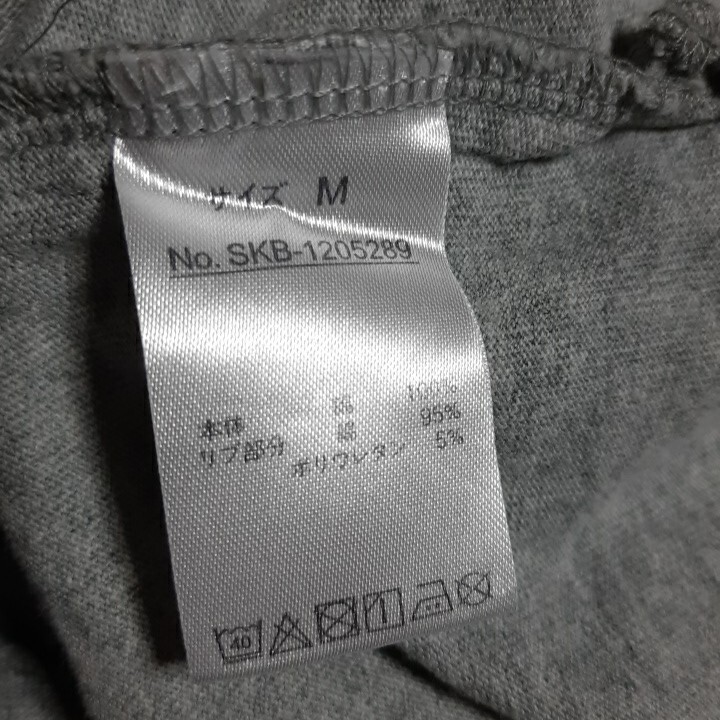 サイズ M
No. SKB-1205289
本体 綿 100%
リブ部分 綿 95%
ポリウレタン 5%
40